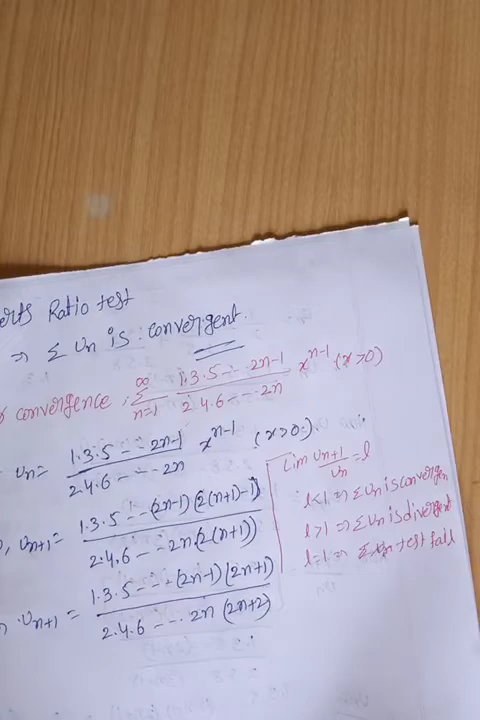 Ratio test
⇒ Σ Un is convergent.
convergence, ∞Σn=1 1.3.5 - - - 2n-1 / 2.4.6 - - - 2n x^n-1 (x>0)
Un = 1.3.5 - - - 2n-1 / 2.4.6 - - - 2n x^n-1 (x>0)
Un+1 = 1.3.5 - - - (2n-1)(2(n+1)-1) / 2.4.6 - - - 2n(2(n+1))
Un+1 = 1.3.5 - - - (2n-1)(2n+1) / 2.4.6 - - - 2n (2n+2)
Lim Un+1 / Un = l
l<1 ⇒ Σ Un is convergen
l>1 ⇒ Σ Un is divergent
l=1 ⇒ test fail